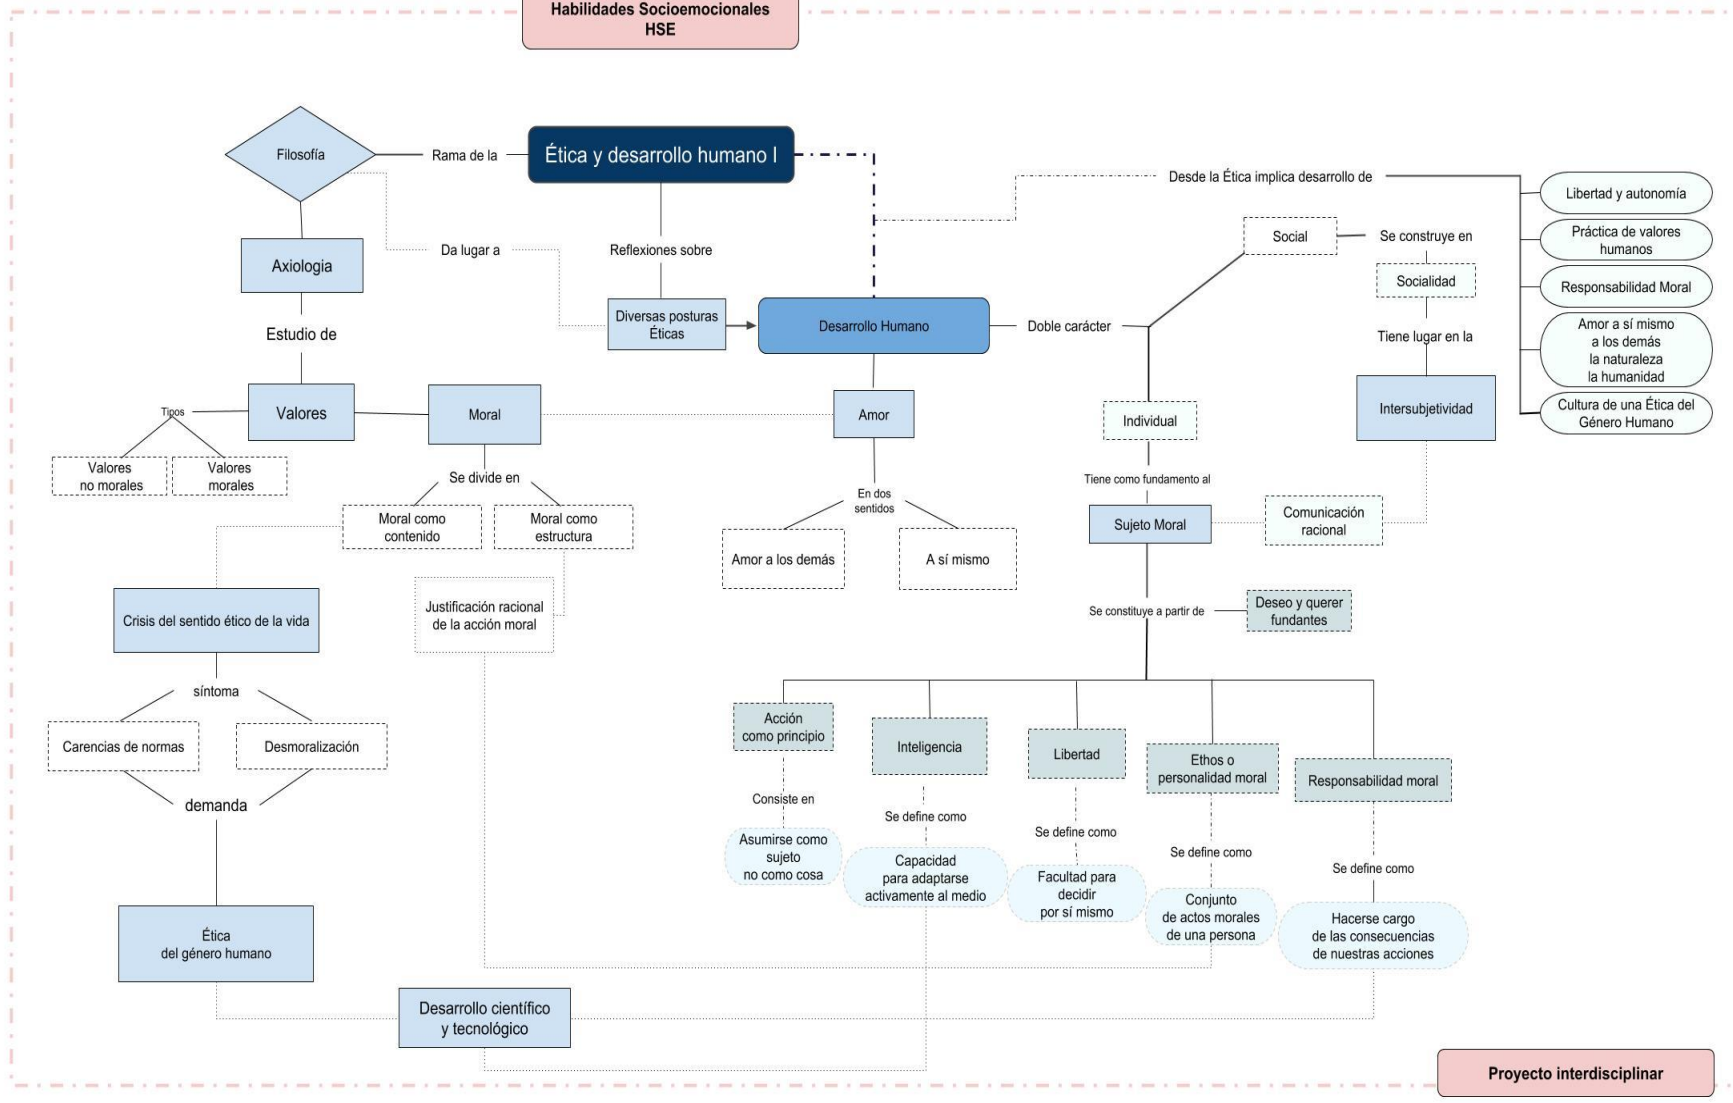 Habilidades Socioemocionales
HSE
Filosofía
Rama de la
Ética y desarrollo humano I
Desde la Ética implica desarrollo de
Libertad y autonomía
Práctica de valores
humanos
Responsabilidad Moral
Amor a sí mismo
a los demás
la naturaleza
la humanidad
Cultura de una Ética del
Género Humano
Social
Se construye en
Socialidad
Tiene lugar en la
Intersubjetividad
Axiologia
Da lugar a
Reflexiones sobre
Diversas posturas
Éticas
Desarrollo Humano
Doble carácter
Estudio de
Valores
Tipos
Valores
no morales
Valores
morales
Moral
Amor
Individual
Se divide en
Moral como
contenido
Moral como
estructura
En dos
sentidos
Amor a los demás
A sí mismo
Tiene como fundamento al
Sujeto Moral
Comunicación
racional
Crisis del sentido ético de la vida
Justificación racional
de la acción moral
Se constituye a partir de
Deseo y querer
fundantes
síntoma
Carencias de normas
Desmoralización
demanda
Acción
como principio
Inteligencia
Libertad
Ethos o
personalidad moral
Responsabilidad moral
Consiste en
Se define como
Se define como
Se define como
Se define como
Asumirse como
sujeto
no como cosa
Capacidad
para adaptarse
activamente al medio
Facultad para
decidir
por sí mismo
Conjunto
de actos morales
de una persona
Hacerse cargo
de las consecuencias
de nuestras acciones
Ética
del género humano
Desarrollo científico
y tecnológico
Proyecto interdisciplinar